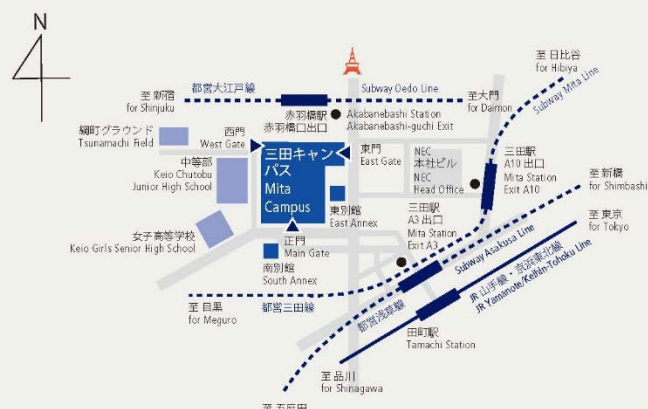 至 日比谷
for Hibiya
Subway Mita Line
至 新宿
for Shinjuku
都営大江戸線
Subway Oedo Line
至大門
for Daimon
赤羽橋駅
赤羽橋口出口
Akabanebashi Station
Akabanebashi-guchi Exit
綱町グラウンド
Tsunamachi Field
西門
West Gate
三田キャンパス
Mita
Campus
東門
East Gate
NEC
本社ビル
NEC
Head Office
三田駅
A10 出口
Mita Station
Exit A10
至 新橋
for Shimbashi
中等部
Keio Chutobu
Junior High School
東別館
East Annex
三田駅
A3 出口
Mita Station
Exit A3
至 東京
for Tokyo
女子高等学校
Keio Girls Senior High School
正門
Main Gate
南別館
South Annex
Subway Asakusa Line
JR 山手線・京浜東北線
JR Yamanote/Keihin-Tohoku Line
至 目黒
for Meguro
都営三田線
都営浅草線
田町駅
Tamachi Station
至 品川
for Shinagawa